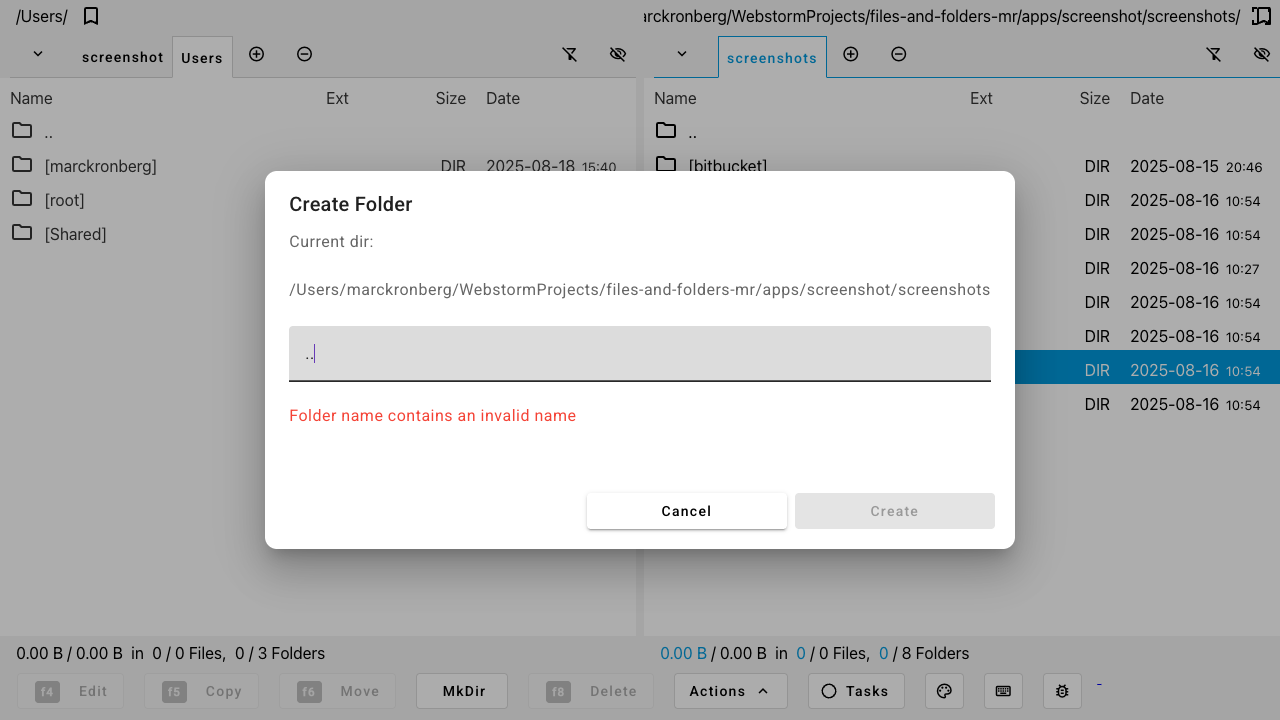 /Users/
arckronberg/WebstormProjects/files-and-folders-mr/apps/screenshot/screenshots/
screenshot Users
screenshots
Name Ext Size Date
Name Ext Size Date
..
..
[marckronberg] DIR 2025-08-18 15:40
[bitbucket] DIR 2025-08-15 20:46
[root]
DIR 2025-08-16 10:54
[Shared]
DIR 2025-08-16 10:54
DIR 2025-08-16 10:27
DIR 2025-08-16 10:54
DIR 2025-08-16 10:54
DIR 2025-08-16 10:54
DIR 2025-08-16 10:54
Create Folder
Current dir:
/Users/marckronberg/WebstormProjects/files-and-folders-mr/apps/screenshot/screenshots
..
Folder name contains an invalid name
Cancel Create
0.00 B / 0.00 B in 0 / 0 Files, 0 / 3 Folders
0.00 B / 0.00 B in 0 / 0 Files, 0 / 8 Folders
f4 Edit f5 Copy f6 Move MkDir f8 Delete Actions Tasks